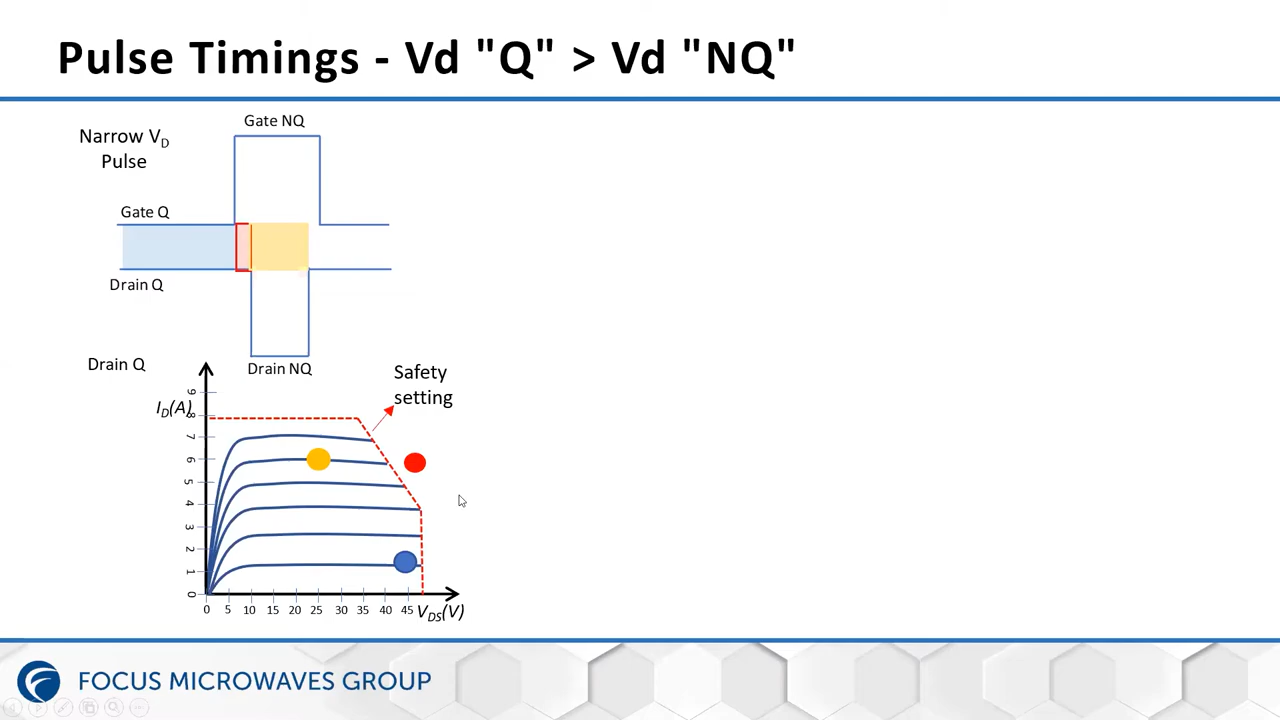 Pulse Timings - Vd "Q" > Vd "NQ"
Gate NQ
Narrow VD
Pulse
Gate Q
Drain Q
Drain NQ
Drain Q
Safety
setting
ID(A)
9
8
7
6
5
4
3
2
1
0
0 5 10 15 20 25 30 35 40 45
VDS(V)
FOCUS MICROWAVES GROUP